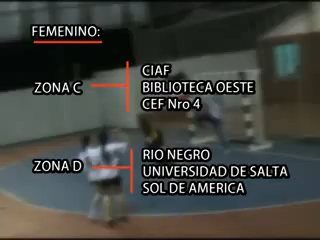 FEMENINO:
ZONA C
CIAF
BIBLIOTECA OESTE
CEF Nro 4
ZONA D
RIO NEGRO
UNIVERSIDAD DE SALTA
SOL DE AMERICA